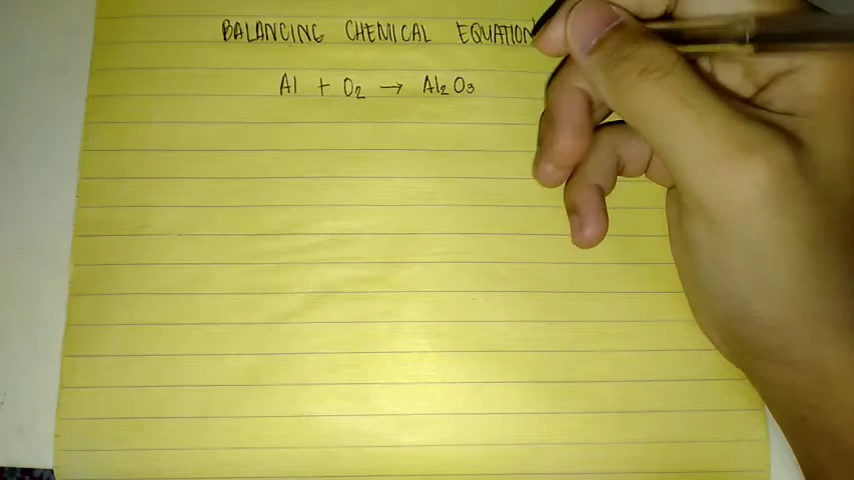 BALANCING CHEMICAL EQUATION
Al + O₂ → Al₂O₃